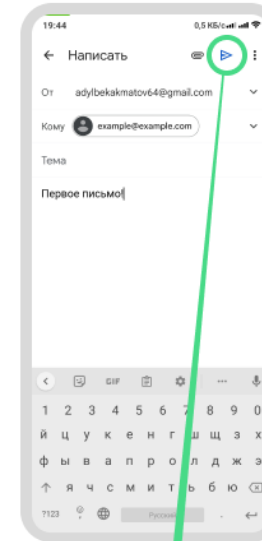 19:44 0,5 КБ/с
Написать
От adylbekakmatov64@gmail.com
Кому example@example.com
Тема
Первое письмо!
GIF
1 2 3 4 5 6 7 8 9 0
й ц у к е н г ш щ з х
ф ы в а п р о л д ж э
я ч с м и т ь б ю
?123 , Русский .